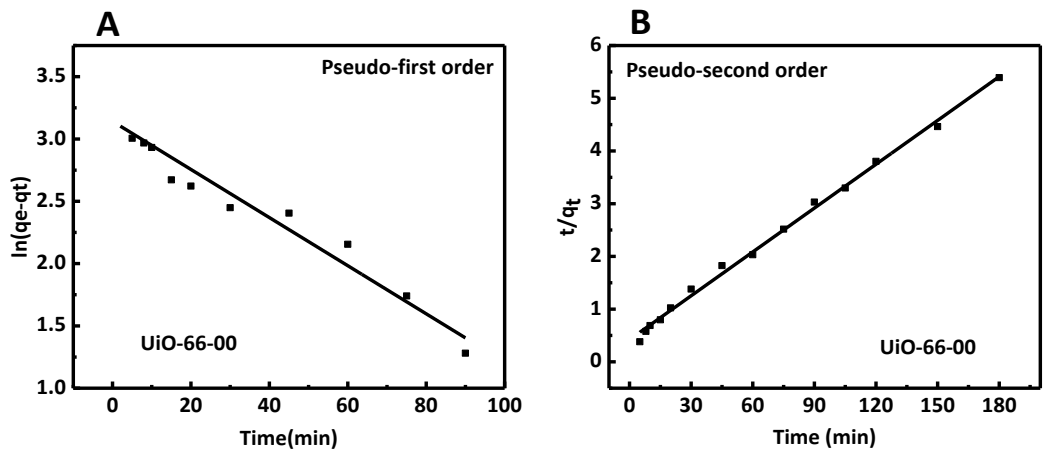 A
Pseudo-first order
3.5
3.0
2.5
2.0
1.5
1.0
ln(qe-qt)
UiO-66-00
0 20 40 60 80 100
Time(min)
B
Pseudo-second order
6
5
4
3
2
1
0
t/qt
UiO-66-00
0 30 60 90 120 150 180
Time (min)